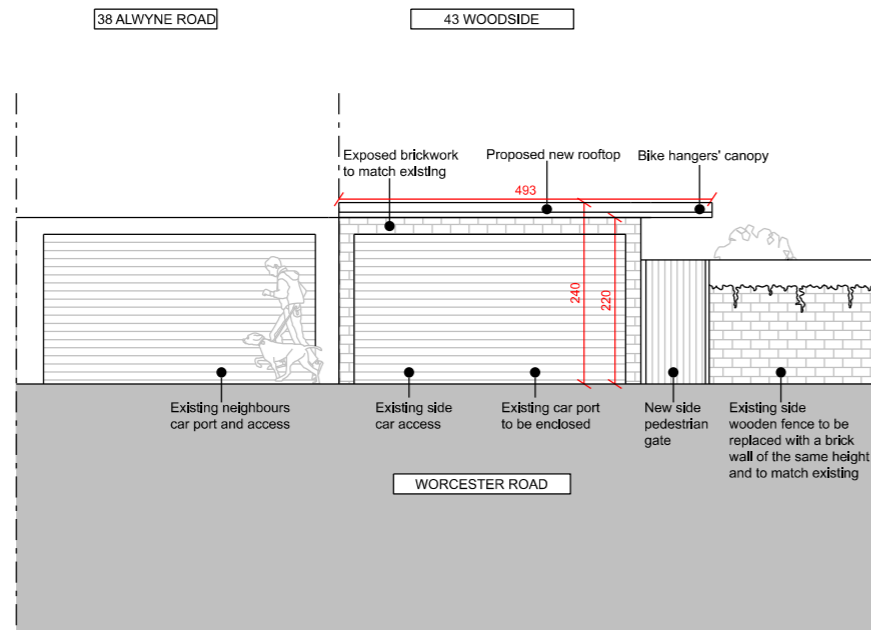 38 ALWYNE ROAD
43 WOODSIDE
Exposed brickwork
to match existing
Proposed new rooftop
Bike hangers' canopy
493
240
220
Existing neighbours
car port and access
Existing side
car access
Existing car port
to be enclosed
New side
pedestrian
gate
Existing side
wooden fence to be
replaced with a brick
wall of the same height
and to match existing
WORCESTER ROAD